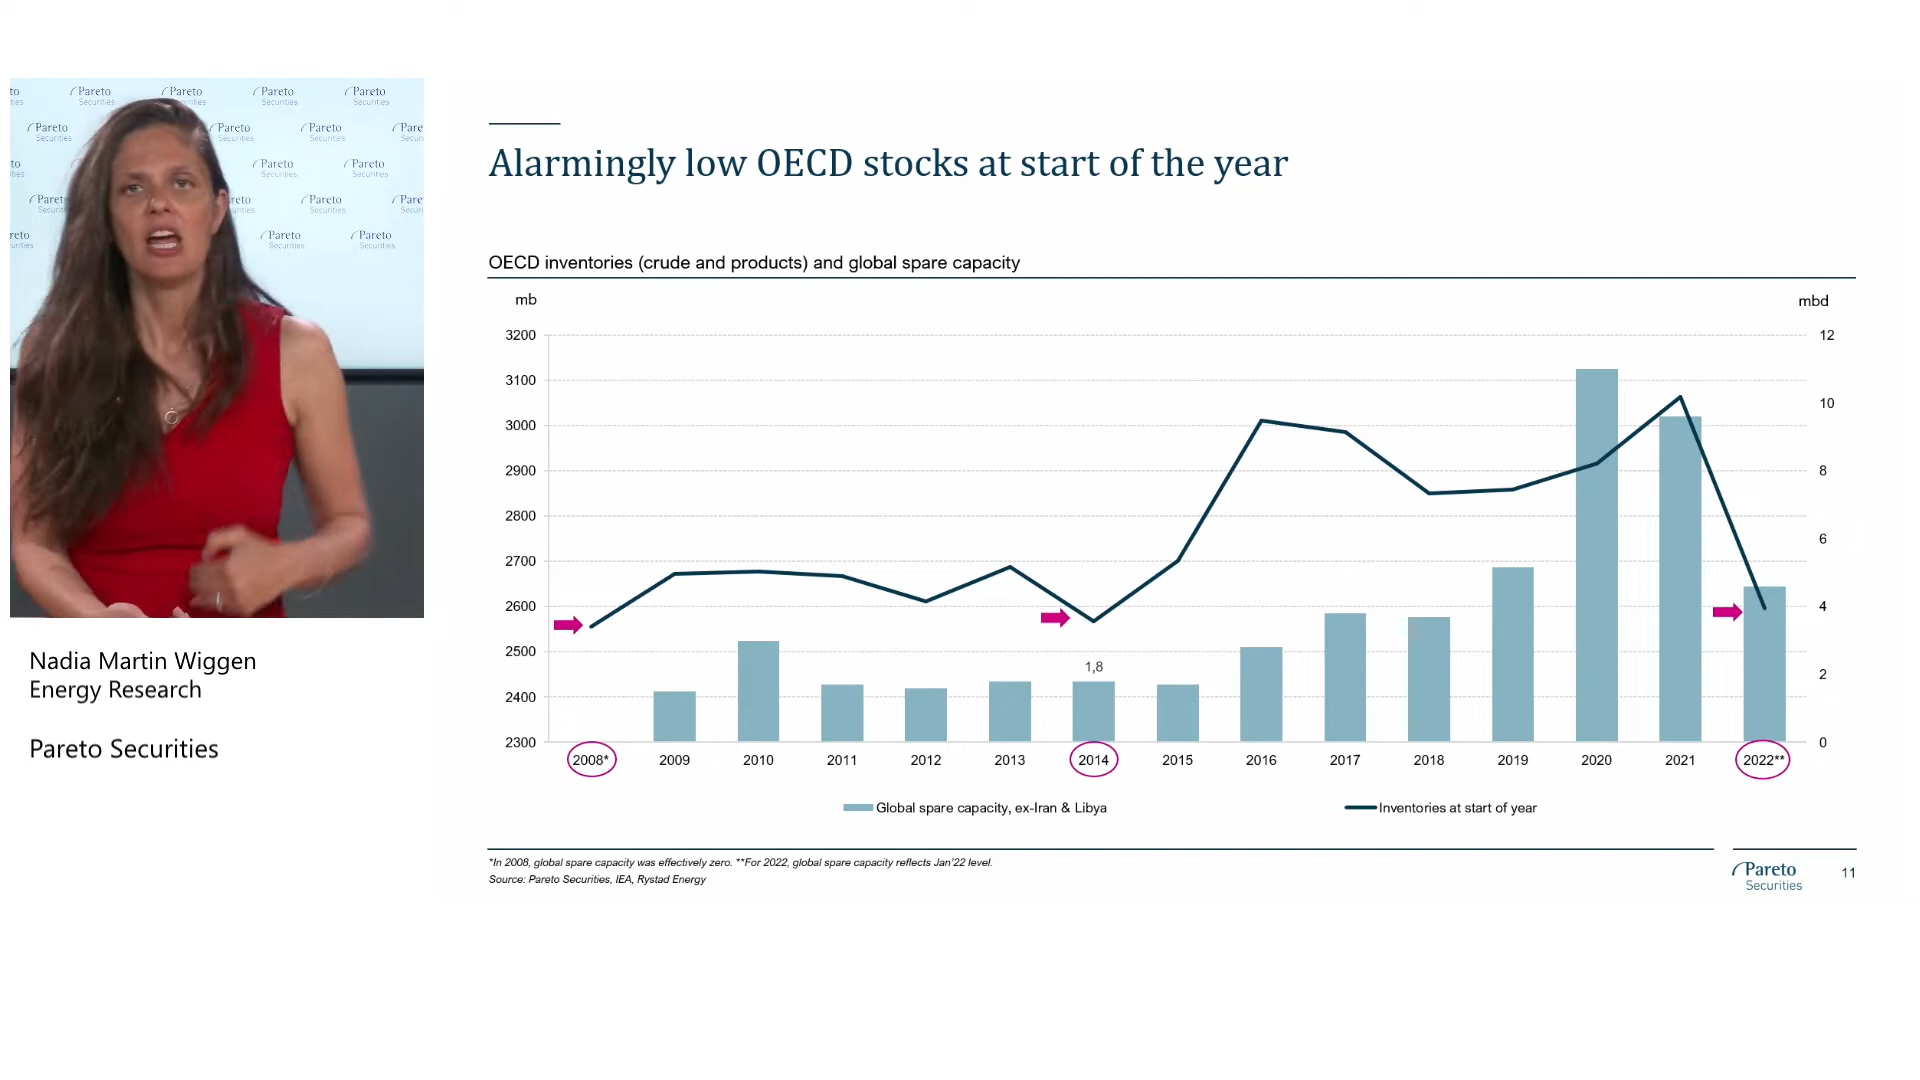 Pareto
Securities
Alarmingly low OECD stocks at start of the year
OECD inventories (crude and products) and global spare capacity
mb
mbd
3200
3100
3000
2900
2800
2700
2600
2500
2400
2300
12
10
8
6
4
2
0
1,8
2008* 2009 2010 2011 2012 2013 2014 2015 2016 2017 2018 2019 2020 2021 2022**
Global spare capacity, ex-Iran & Libya
Inventories at start of year
*In 2008, global spare capacity was effectively zero. **For 2022, global spare capacity reflects Jan'22 level.
Source: Pareto Securities, IEA, Rystad Energy
Pareto
Securities
11
Nadia Martin Wiggen
Energy Research
Pareto Securities